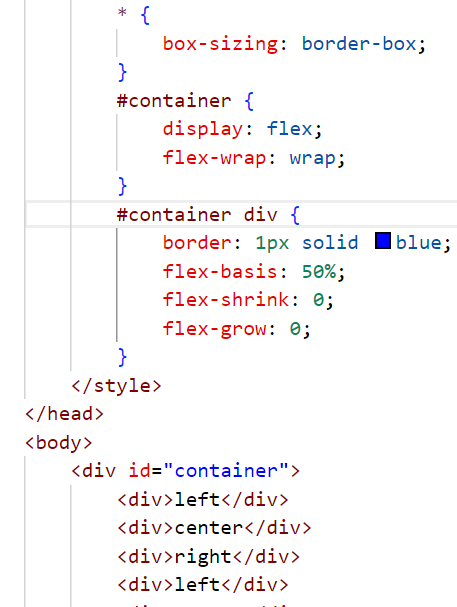 * {
box-sizing: border-box;
}
#container {
display: flex;
flex-wrap: wrap;
}
#container div {
border: 1px solid blue;
flex-basis: 50%;
flex-shrink: 0;
flex-grow: 0;
}
</style>
</head>
<body>
<div id="container">
<div>left</div>
<div>center</div>
<div>right</div>
<div>left</div>